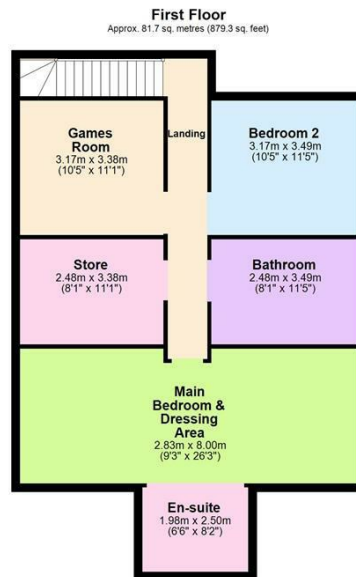 First Floor
Approx. 81.7 sq. metres (879.3 sq. feet)
Games
Room
3.17m x 3.38m
(10'5" x 11'1")
Landing
Bedroom 2
3.17m x 3.49m
(10'5" x 11'5")
Store
2.48m x 3.38m
(8'1" x 11'1")
Bathroom
2.48m x 3.49m
(8'1" x 11'5")
Main
Bedroom &
Dressing
Area
2.83m x 8.00m
(9'3" x 26'3")
En-suite
1.98m x 2.50m
(6'6" x 8'2")